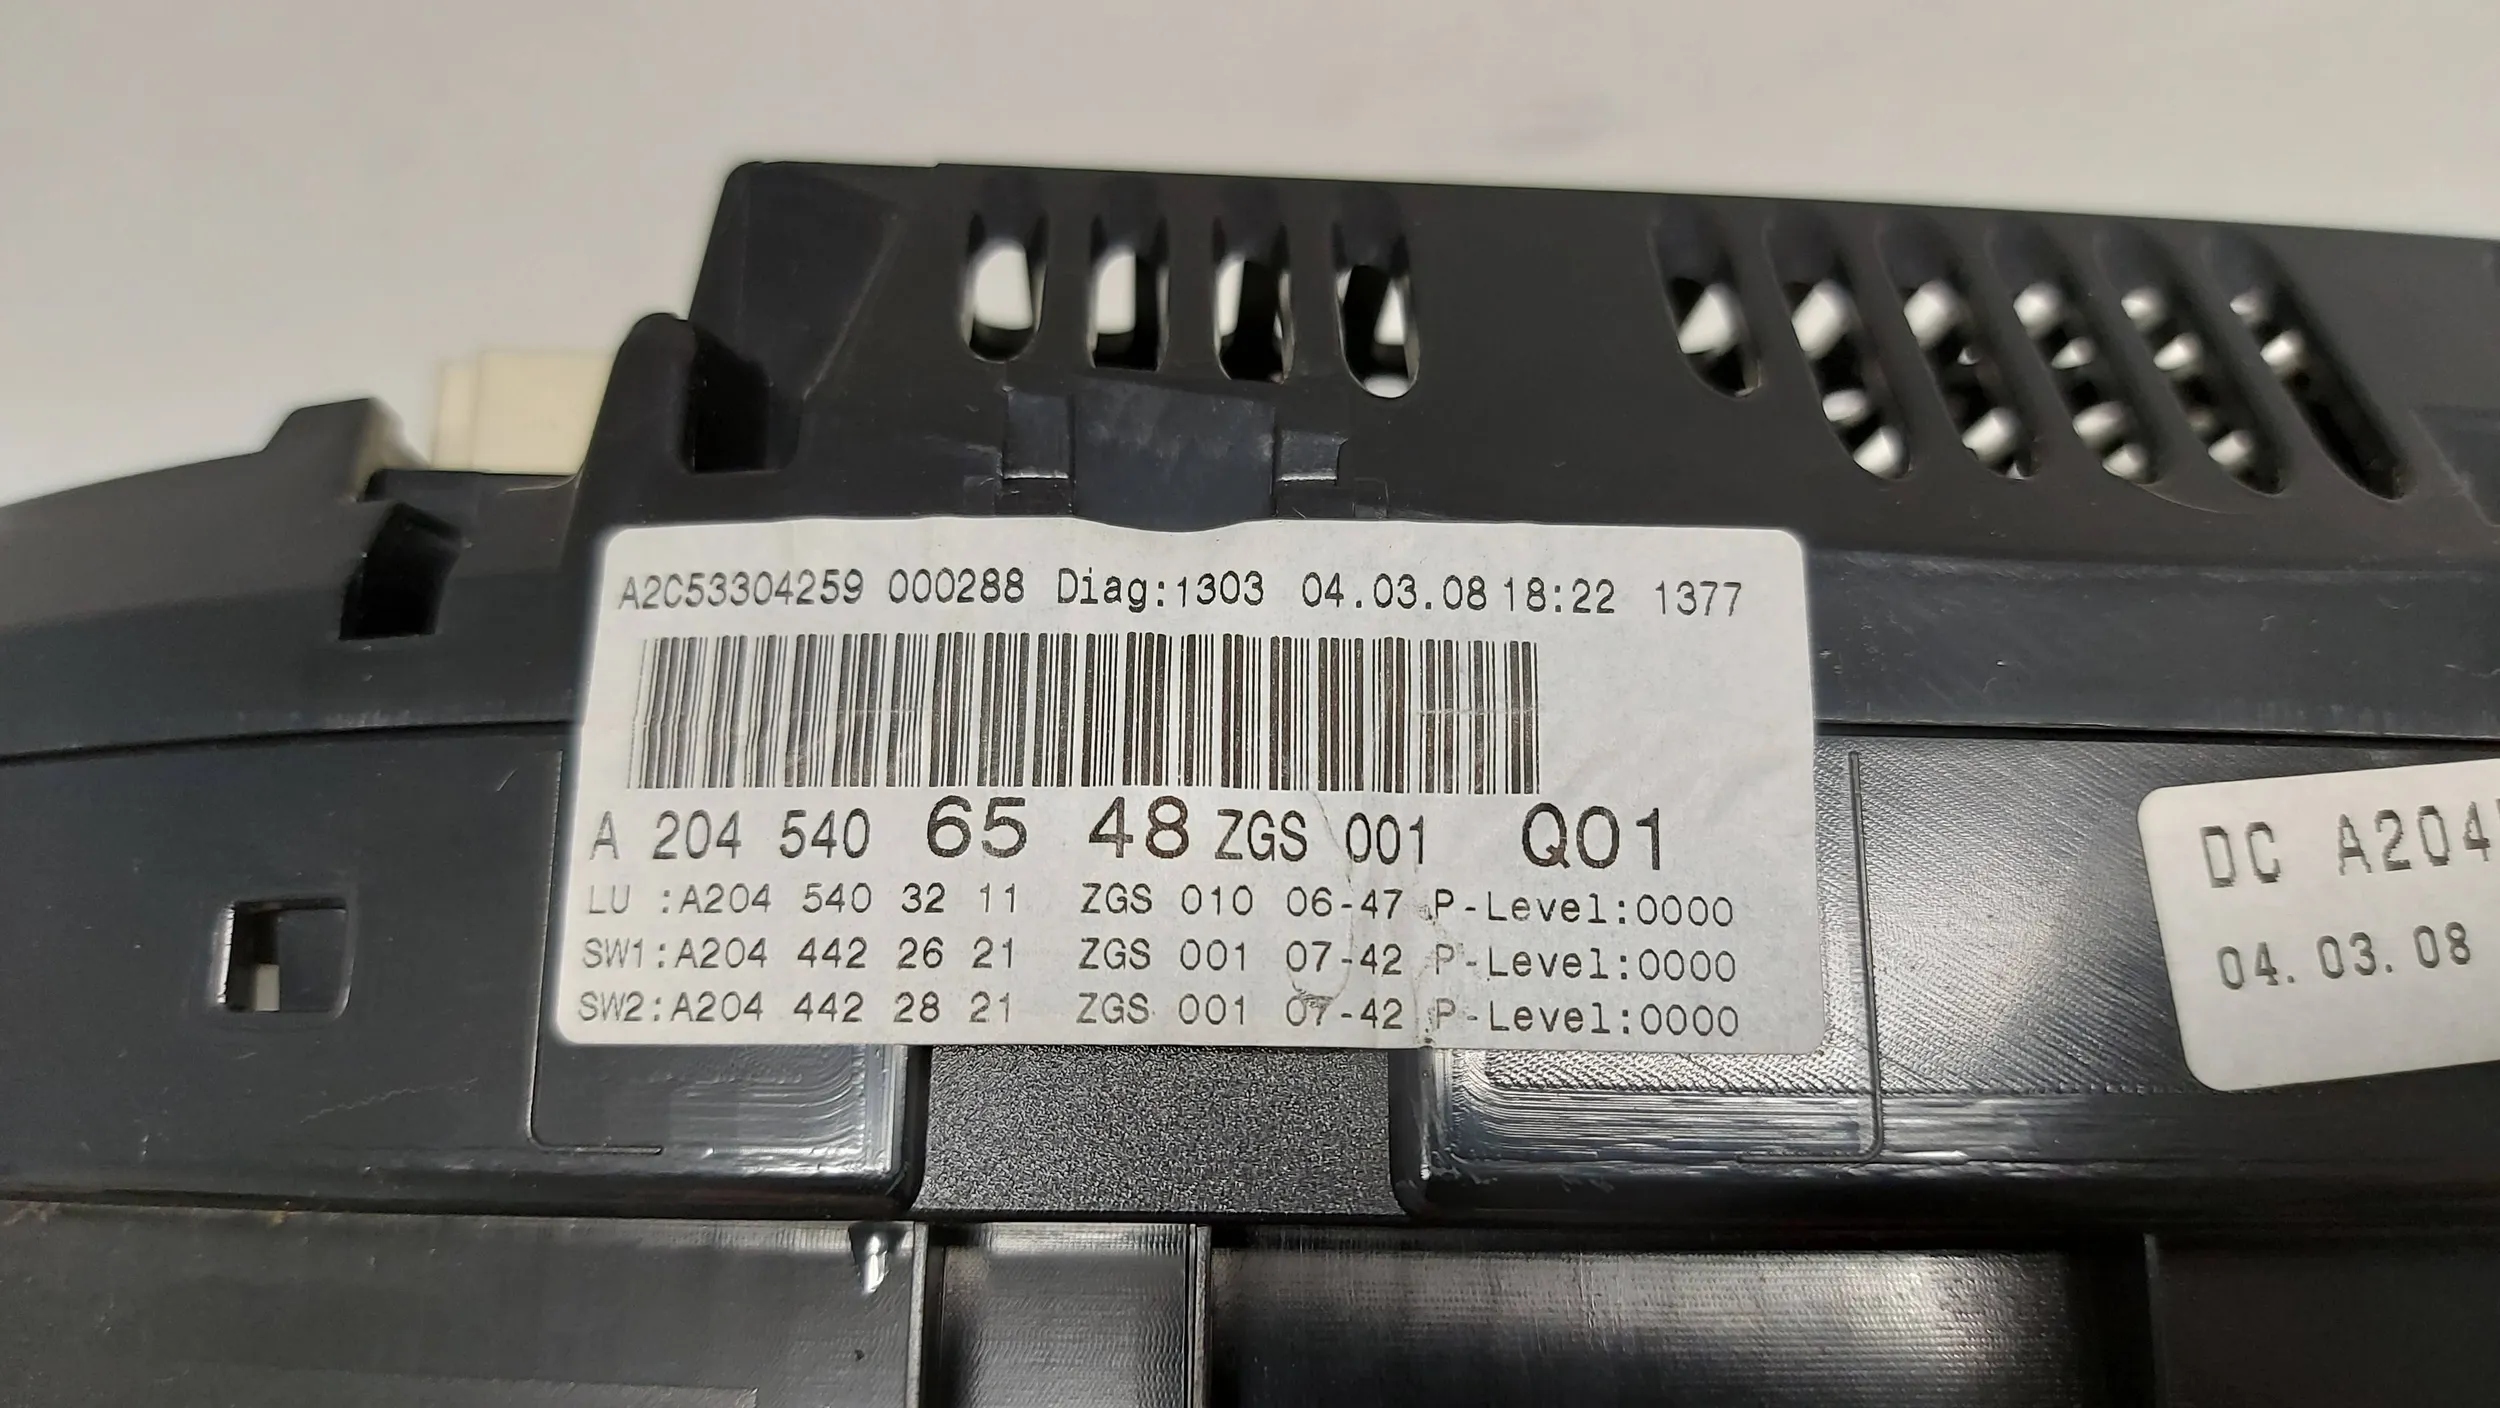 A2C53304259 000288 Diag:1303 04.03.08 18:22 1377
A 204 540 65 48 ZGS 001 Q01
LU :A204 540 32 11 ZGS 010 06-47 P-Level:0000
SW1:A204 442 26 21 ZGS 001 07-42 P-Level:0000
SW2:A204 442 28 21 ZGS 001 07-42 P-Level:0000
DC A204
04.03.08